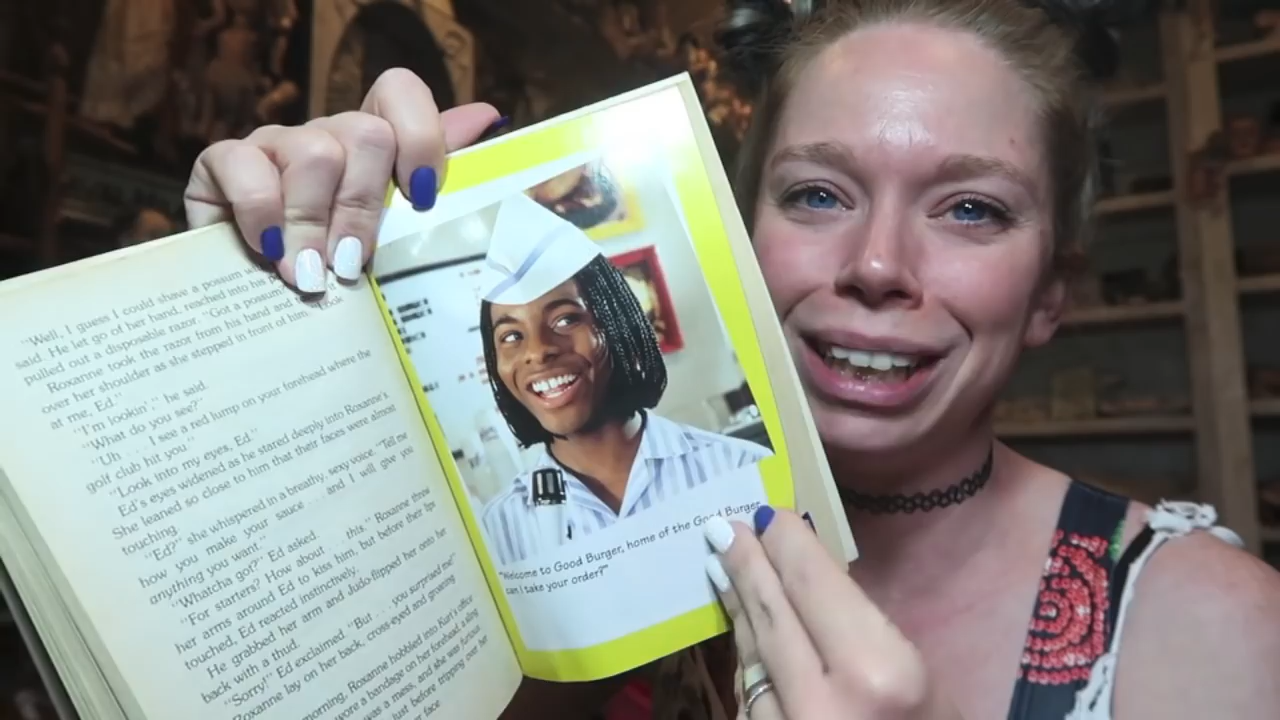 "Well, I guess I could shave a possum
said. He let go of her hand, reached into his
pulled out a disposable razor. "Got a possum
Roxanne took the razor from his hand and
over her shoulder as she stepped in front of him. "Look
at me, Ed."
"I'm lookin'," he said.
"What do you see?"
"Uh . . . I see a red lump on your forehead where the
golf club hit you."
"Look into my eyes, Ed."
Ed's eyes widened as he stared deeply into Roxanne's
She leaned so close to him that their faces were almost
touching.
"Ed?" she whispered in a breathy, sexy voice. "Tell me
how you make your sauce . . . and I will give you
anything you want."
"Whatcha got?" Ed asked.
"For starters? How about . . . this." Roxanne threw
her arms around Ed to kiss him, but before their lips
touched, Ed reacted instinctively.
He grabbed her arm and Judo-flipped her onto her
back with a thud.
"Sorry!" Ed exclaimed. "But . . . you surprised me!"
Roxanne lay on her back, cross-eyed and groaning
morning, Roxanne hobbled into Kurt's office
wore a bandage on her forehead, a sling
was a mess, and she was furious
just before tripping over her
face
"Welcome to Good Burger, home of the Good Burger,
can I take your order?"